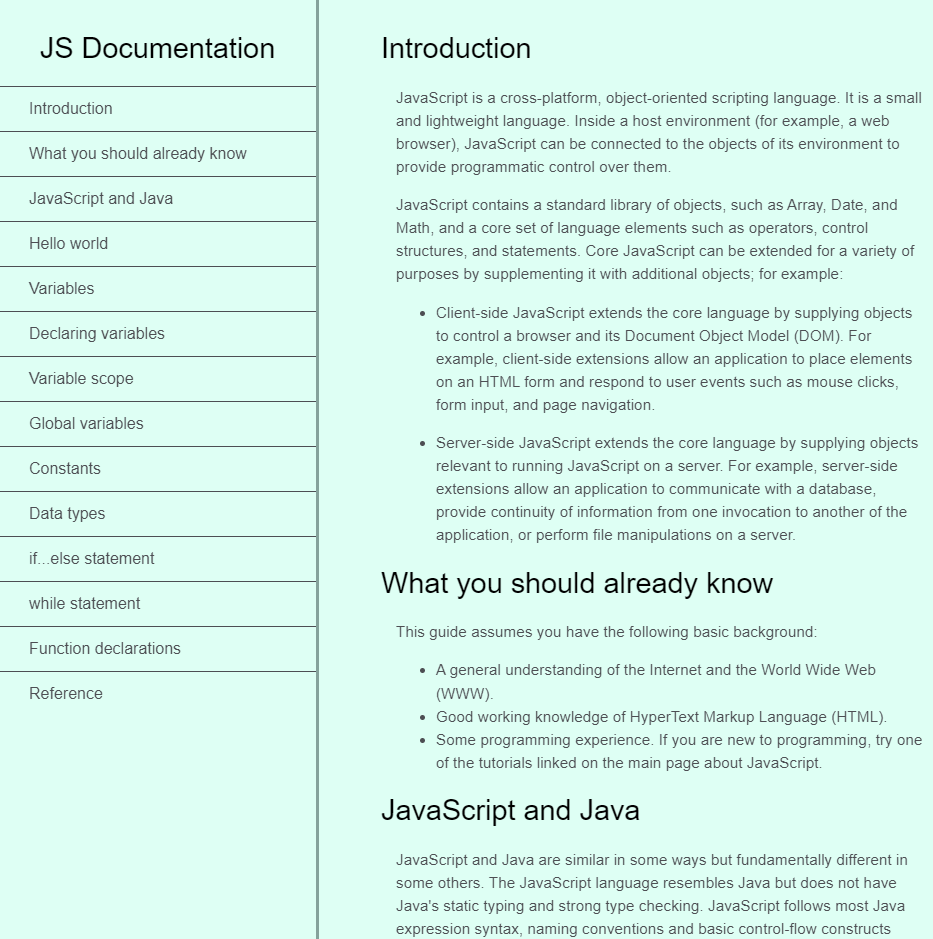 JS Documentation
Introduction
What you should already know
JavaScript and Java
Hello world
Variables
Declaring variables
Variable scope
Global variables
Constants
Data types
if...else statement
while statement
Function declarations
Reference
Introduction
JavaScript is a cross-platform, object-oriented scripting language. It is a small
and lightweight language. Inside a host environment (for example, a web
browser), JavaScript can be connected to the objects of its environment to
provide programmatic control over them.
JavaScript contains a standard library of objects, such as Array, Date, and
Math, and a core set of language elements such as operators, control
structures, and statements. Core JavaScript can be extended for a variety of
purposes by supplementing it with additional objects; for example:
• Client-side JavaScript extends the core language by supplying objects
to control a browser and its Document Object Model (DOM). For
example, client-side extensions allow an application to place elements
on an HTML form and respond to user events such as mouse clicks,
form input, and page navigation.
• Server-side JavaScript extends the core language by supplying objects
relevant to running JavaScript on a server. For example, server-side
extensions allow an application to communicate with a database,
provide continuity of information from one invocation to another of the
application, or perform file manipulations on a server.
What you should already know
This guide assumes you have the following basic background:
• A general understanding of the Internet and the World Wide Web
(WWW).
• Good working knowledge of HyperText Markup Language (HTML).
• Some programming experience. If you are new to programming, try one
of the tutorials linked on the main page about JavaScript.
JavaScript and Java
JavaScript and Java are similar in some ways but fundamentally different in
some others. The JavaScript language resembles Java but does not have
Java's static typing and strong type checking. JavaScript follows most Java
expression syntax, naming conventions and basic control-flow constructs